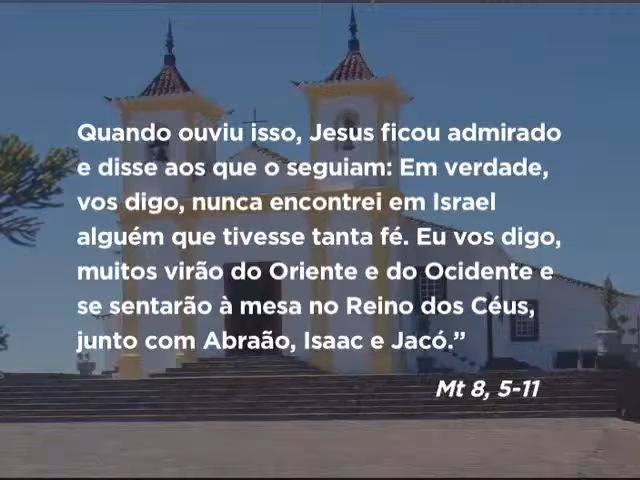 Quando ouviu isso, Jesus ficou admirado
e disse aos que o seguiam: Em verdade,
vos digo, nunca encontrei em Israel
alguém que tivesse tanta fé. Eu vos digo,
muitos virão do Oriente e do Ocidente e
se sentarão à mesa no Reino dos Céus,
junto com Abraão, Isaac e Jacó.”
Mt 8, 5-11